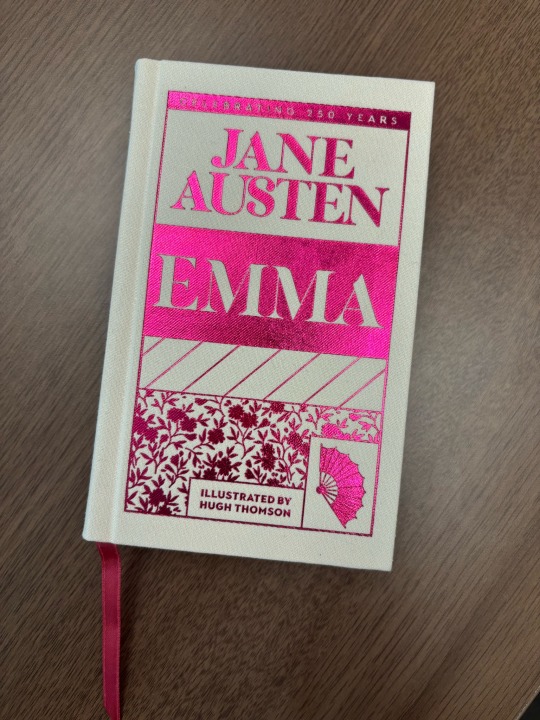 CELEBRATING 250 YEARS
JANE
AUSTEN
EMMA
ILLUSTRATED BY
HUGH THOMSON